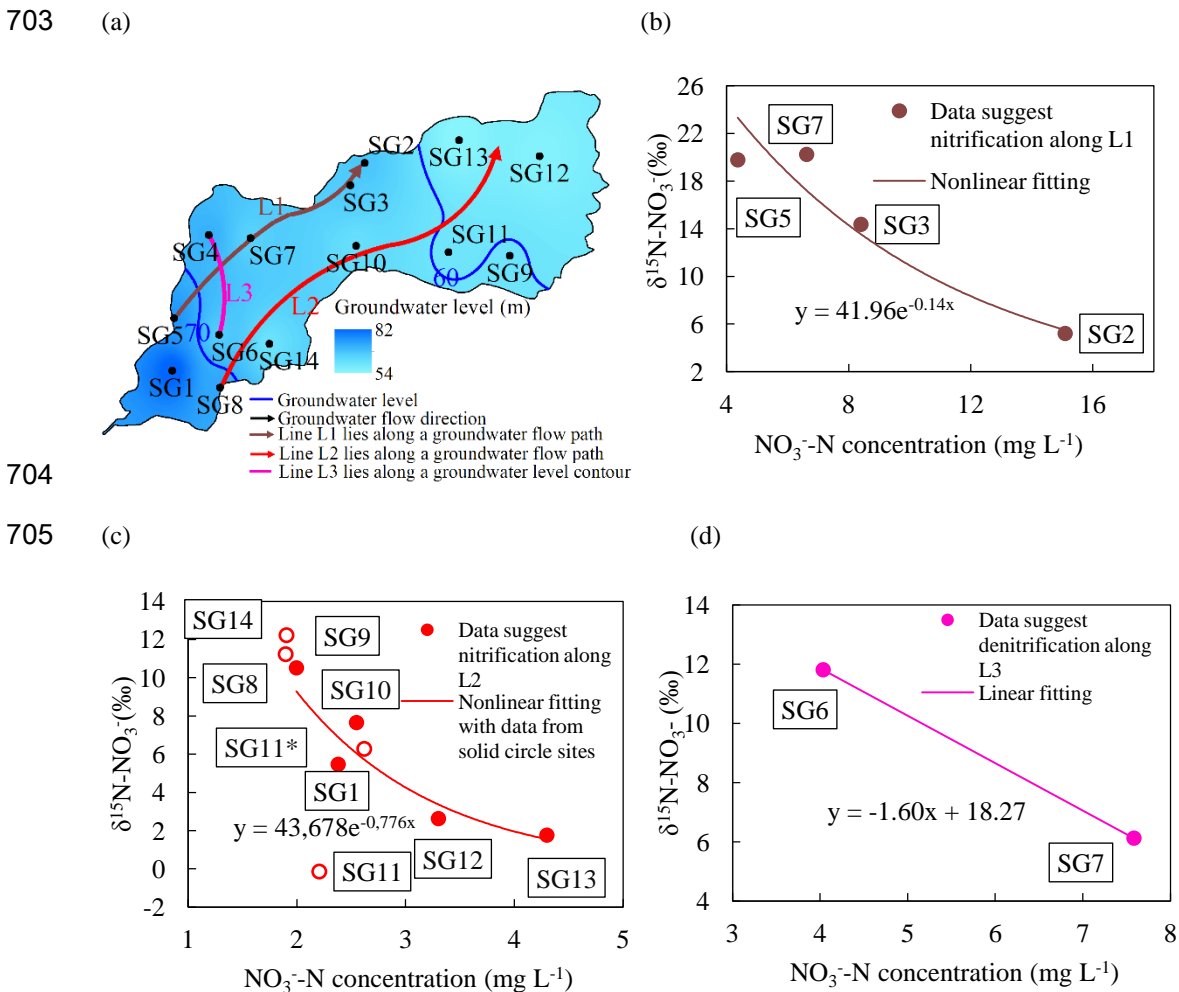 703
(a)
(b)
SG2
SG13
SG12
SG3
L1
SG4
SG7
SG11
SG10
SG9
60
L3
L2
Groundwater level (m)
SG5
70
82
SG6
SG14
54
SG1
SG8
Groundwater level
Groundwater flow direction
Line L1 lies along a groundwater flow path
Line L2 lies along a groundwater flow path
Line L3 lies along a groundwater level contour
26
22
18
14
10
6
2
δ¹⁵N-NO₃⁻(‰)
SG7
SG5
SG3
SG2
Data suggest
nitrification along L1
Nonlinear fitting
y = 41.96e^-0.14x
4 8 12 16
NO₃⁻-N concentration (mg L⁻¹)
704
705
(c)
(d)
14
12
10
8
6
4
2
0
-2
δ¹⁵N-NO₃⁻(‰)
SG14
SG9
SG8
SG10
SG11*
SG1
SG12
SG11
SG13
Data suggest
nitrification along
L2
Nonlinear fitting
with data from
solid circle sites
y = 43,678e^-0,776x
1 2 3 4 5
NO₃⁻-N concentration (mg L⁻¹)
14
12
10
8
6
4
δ¹⁵N-NO₃- (‰)
SG6
SG7
Data suggest
denitrification along
L3
Linear fitting
y = -1.60x + 18.27
3 4 5 6 7 8
NO₃⁻-N concentration (mg L⁻¹)